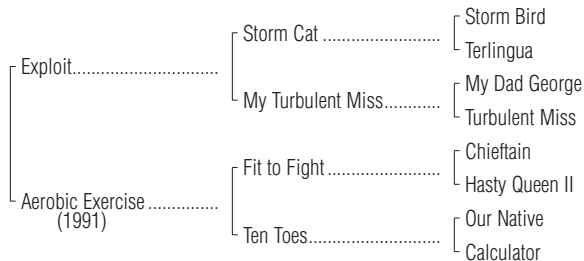 Storm Bird
Storm Cat ........................
Terlingua
Exploit..............................
My Dad George
My Turbulent Miss............
Turbulent Miss
Chieftain
Fit to Fight .......................
Hasty Queen II
Aerobic Exercise ...............
(1991)
Our Native
Ten Toes...........................
Calculator